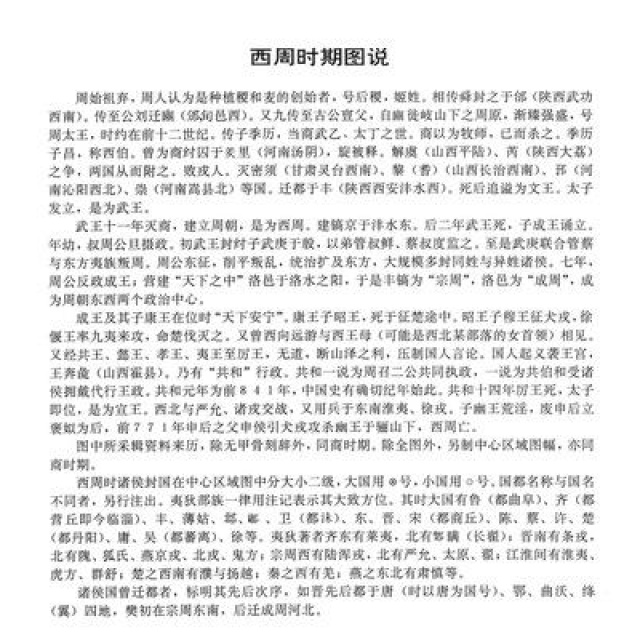 西周时期图说
周始祖弃，周人认为是种植稷和麦的创始者，号后稷，姬姓。相传舜封之于邰（陕西武功
西南）。传至公刘迁豳（郇旬邑西）。又九传至古公亶父，自豳徙岐山下之周原，渐臻强盛，号
周太王，时约在前十二世纪。传子季历，当商武乙、太丁之世。商以为牧师，已而杀之。季历
子昌，称西伯。曾为商纣囚于羑里（河南汤阴），旋被释。解虞（山西平陆）、芮（陕西大荔）
之争，两国从而附之。败戎人。灭密须（甘肃灵台西南）、黎（耆）（山西长治西南）、邘（河
南沁阳西北）、崇（河南嵩县北）等国。迁都于丰（陕西西安沣水西）。死后追谥为文王。太子
发立，是为武王。
武王十一年灭商，建立周朝，是为西周。建镐京于沣水东。后二年武王死，子成王诵立。
年幼，叔周公旦摄政。初武王封纣子武庚于殷，以弟管叔鲜、蔡叔度监之。至是武庚联合管蔡
与东方夷族叛周。周公东征，削平叛乱，统治扩及东方，大规模多封同姓与异姓诸侯。七年，
周公反政成王；营建“天下之中”洛邑于洛水之阳，于是丰镐为“宗周”，洛邑为“成周”，成
为周朝东西两个政治中心。
成王及其子康王在位时“天下安宁”。康王子昭王，死于征楚途中。昭王子穆王征犬戎，徐
偃王率九夷来攻，命楚伐灭之。又曾西向远游与西王母（可能是西北某部落的女首领）相见。
又经共王、懿王、孝王、夷王至厉王，无道，断山泽之利，压制国人言论。国人起义袭王宫，
王奔彘（山西霍县）。乃有“共和”行政。共和一说为周召二公共同执政，一说为共伯和受诸
侯拥戴代行王政。共和元年为前８４１年，中国史有确切纪年始此。共和十四年厉王死，太子
即位，是为宣王。西北与严允、诸戎交战，又用兵于东南淮夷、徐戎。子幽王荒淫，废申后立
褒姒为后，前７７１年申后之父申侯引犬戎攻杀幽王于骊山下，西周亡。
图中所采辑资料来历，除无甲骨刻辞外，同商时期。除全图外，另制中心区域图幅，亦同
商时期。
西周时诸侯封国在中心区域图中分大小二级，大国用⊙号，小国用○号。国都名称与国名
不同者，另行注出。夷狄部族一律用注记表示其大致方位。其时大国有鲁（都曲阜）、齐（都
营丘即今临淄）、丰、薄姑、邶、鄘、卫（都沬）、东、晋、宋（都商丘）、陈、蔡、许、楚
（都丹阳）、庸、吴（都蕃离）、徐等。夷狄著者齐东有莱夷，北有鄋瞒（长翟）；晋南有条戎，
北有隗、狐氏、燕京戎、北戎、鬼方；宗周西有陆浑戎，北有严允、太原、翟；江淮间有淮夷、
虎方、群舒；楚之西南有濮与扬越；秦之西有羌；燕之东北有肃慎等。
诸侯国曾迁都者，标明其先后次序，如晋先后都于唐（时以唐为国号）、鄂、曲沃、绛
（翼）四地，樊初在宗周东南，后迁成周河北。